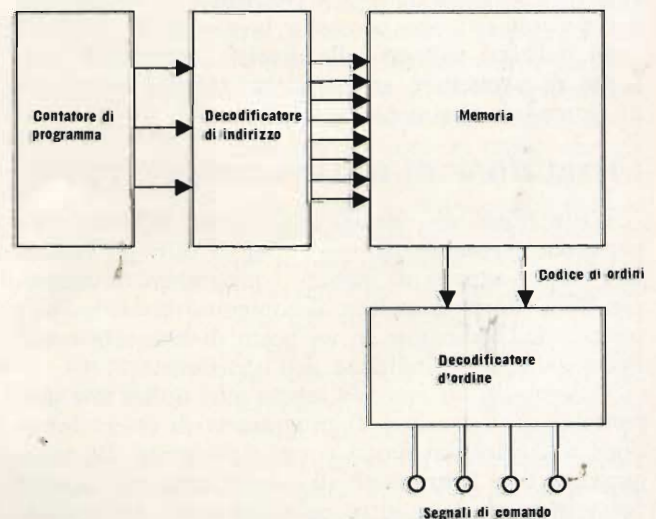 Contatore di
programma
Decodificatore
di indirizzo
Memoria
Codice di ordini
Decodificatore
d'ordine
Segnali di comando